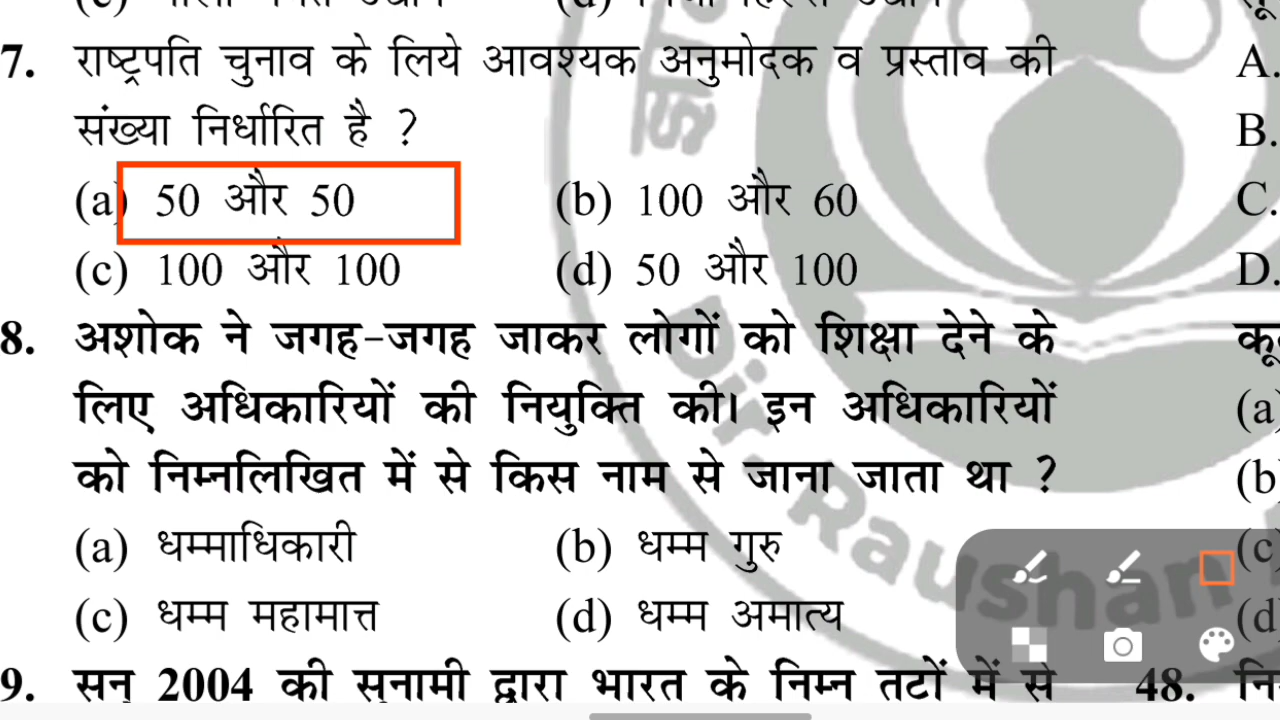 7. राष्ट्रपति चुनाव के लिये आवश्यक अनुमोदक व प्रस्ताव की
संख्या निर्धारित है ?
(a) 50 और 50 (b) 100 और 60
(c) 100 और 100 (d) 50 और 100
8. अशोक ने जगह-जगह जाकर लोगों को शिक्षा देने के
लिए अधिकारियों की नियुक्ति की। इन अधिकारियों
को निम्नलिखित में से किस नाम से जाना जाता था ?
(a) धम्माधिकारी (b) धम्म गुरु
(c) धम्म महामात्त (d) धम्म अमात्य
9. सन् 2004 की सुनामी द्वारा भारत के निम्न तटों में से
A.
B.
C.
D.
(a)
(b)
(c)
(d)
48.
Dr. Raushan